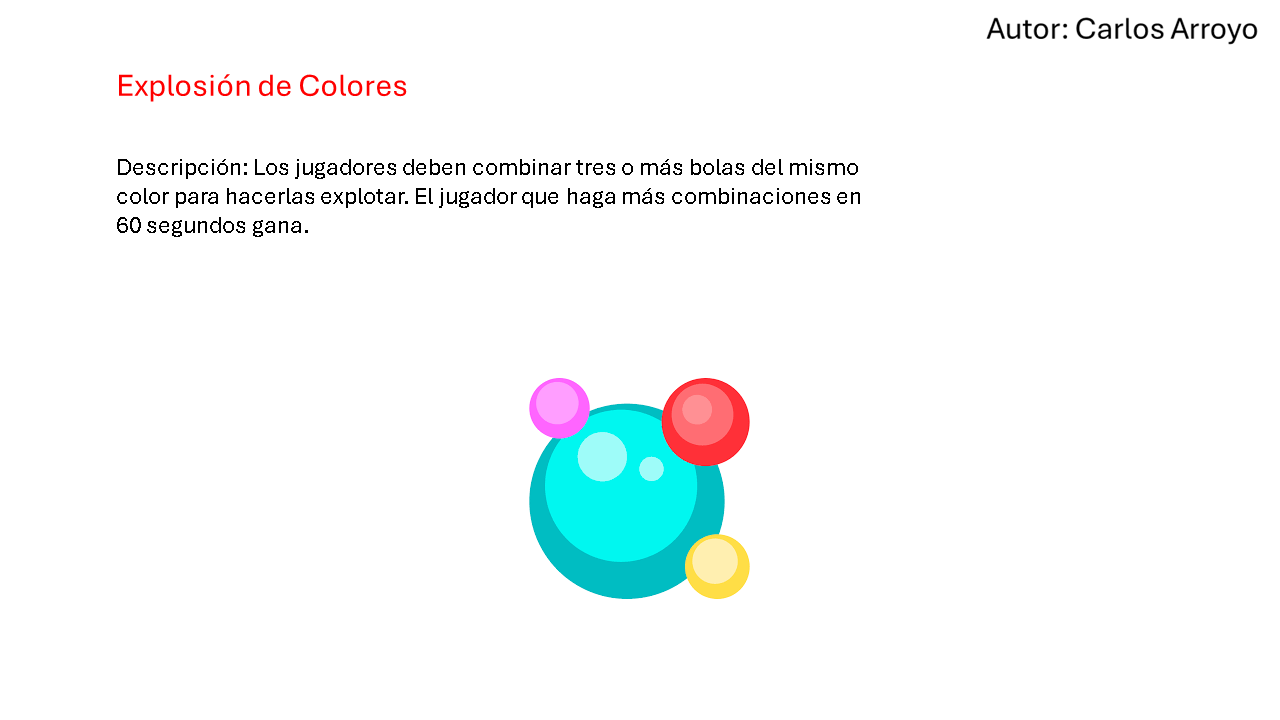 Autor: Carlos Arroyo
Explosión de Colores
Descripción: Los jugadores deben combinar tres o más bolas del mismo
color para hacerlas explotar. El jugador que haga más combinaciones en
60 segundos gana.